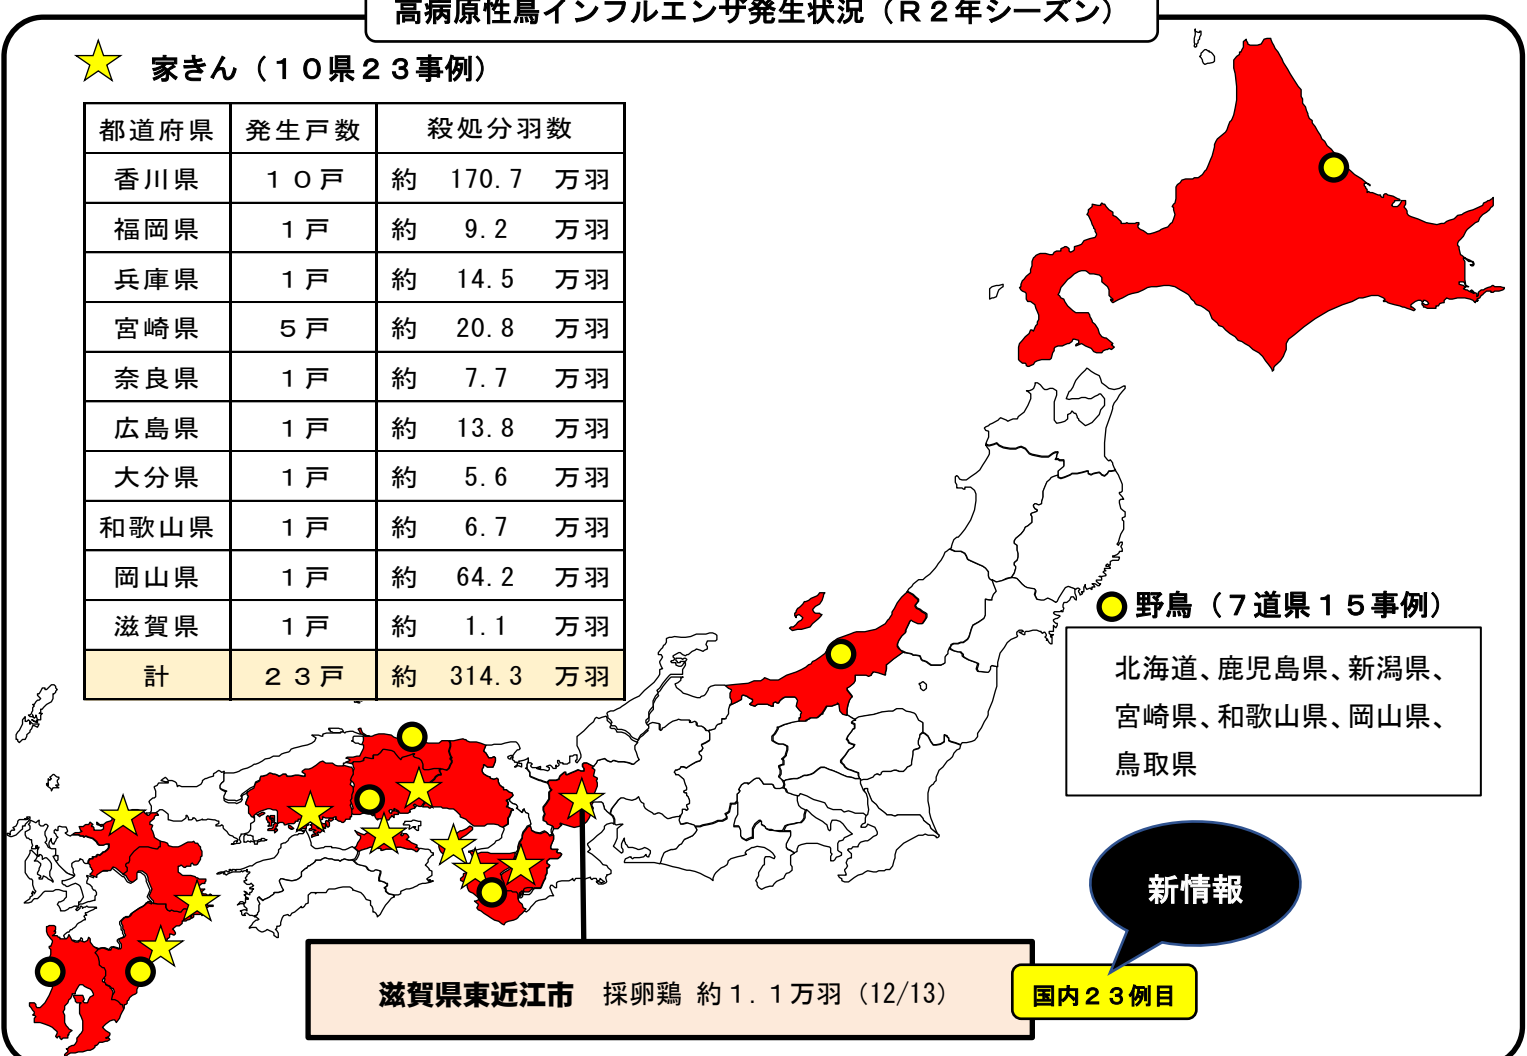 高病原性鳥インフルエンザ発生状況（Ｒ２年シーズン）
家きん（１０県２３事例）
都道府県 発生戸数 殺処分羽数
香川県 １０戸 約 170.7 万羽
福岡県 １戸 約 9.2 万羽
兵庫県 １戸 約 14.5 万羽
宮崎県 ５戸 約 20.8 万羽
奈良県 １戸 約 7.7 万羽
広島県 １戸 約 13.8 万羽
大分県 １戸 約 5.6 万羽
和歌山県 １戸 約 6.7 万羽
岡山県 １戸 約 64.2 万羽
滋賀県 １戸 約 1.1 万羽
計 ２３戸 約 314.3 万羽
野鳥（７道県１５事例）
北海道、鹿児島県、新潟県、
宮崎県、和歌山県、岡山県、
鳥取県
新情報
滋賀県東近江市 採卵鶏 約１.１万羽（12/13）
国内２３例目